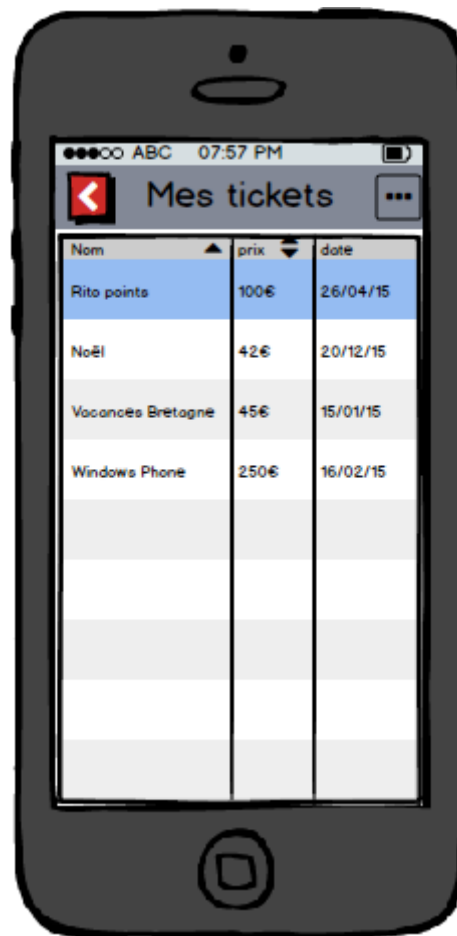 ABC 07:57 PM
Mes tickets
Nom prix date
Rito points 100€ 26/04/15
Noël 42€ 20/12/15
Vacances Bretagne 45€ 15/01/15
Windows Phone 250€ 16/02/15